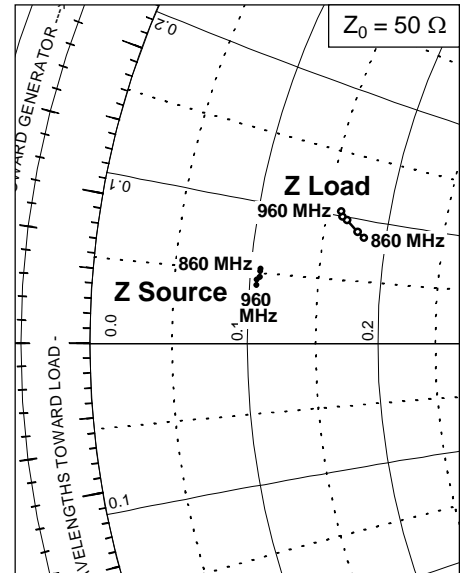 Z₀ = 50 Ω
0.2
OWARD GENERATOR ----
0.1
Z Load
960 MHz
860 MHz
860 MHz
Z Source
960
MHz
0.0
0.1
0.2
VELENGTHS TOWARD LOAD -
0.1